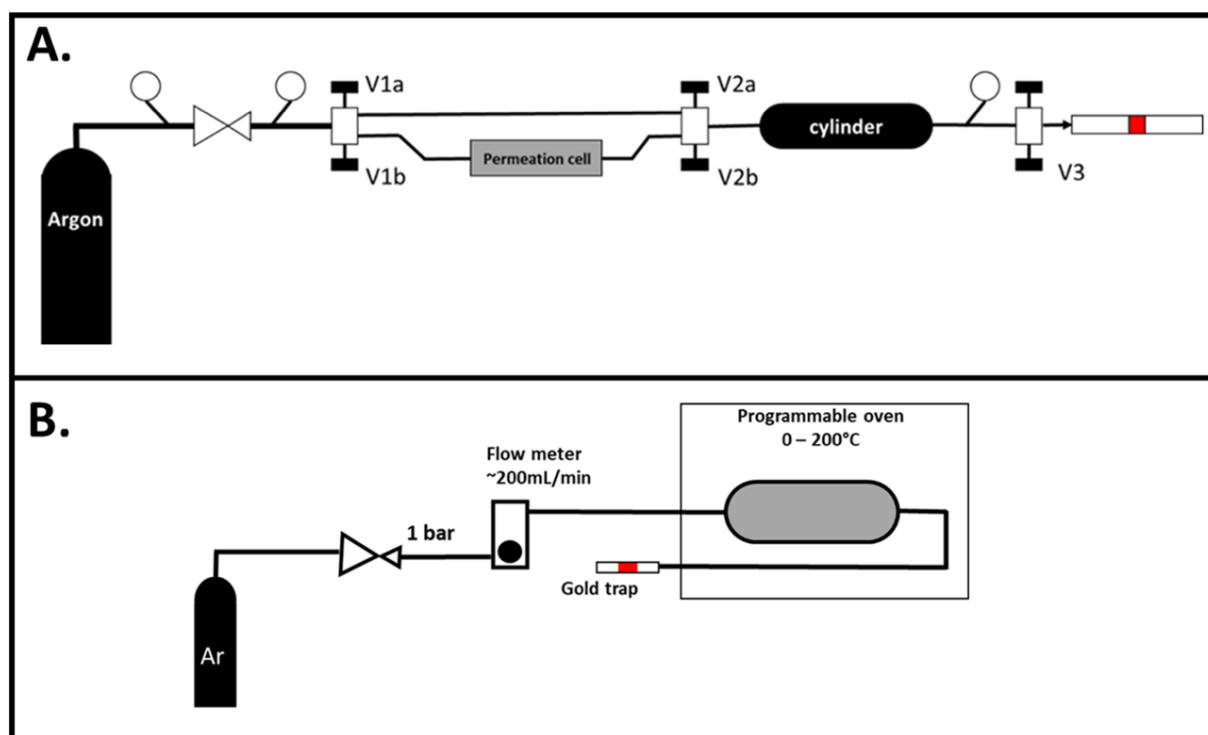 A.
V1a
V2a
cylinder
Permeation cell
V1b
V2b
V3
Argon
B.
Programmable oven
0 – 200°C
Flow meter
~200mL/min
1 bar
Gold trap
Ar